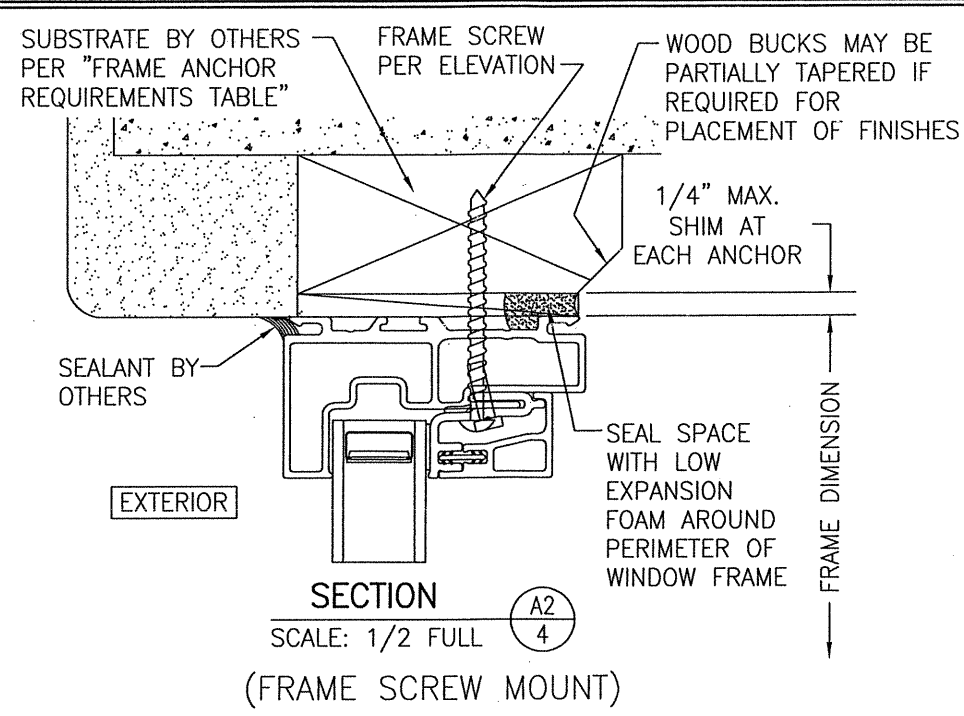 SUBSTRATE BY OTHERS
PER "FRAME ANCHOR
REQUIREMENTS TABLE"
FRAME SCREW
PER ELEVATION
WOOD BUCKS MAY BE
PARTIALLY TAPERED IF
REQUIRED FOR
PLACEMENT OF FINISHES
1/4" MAX.
SHIM AT
EACH ANCHOR
SEALANT BY
OTHERS
SEAL SPACE
WITH LOW
EXPANSION
FOAM AROUND
PERIMETER OF
WINDOW FRAME
FRAME DIMENSION
EXTERIOR
SECTION
A2
4
SCALE: 1/2 FULL
(FRAME SCREW MOUNT)